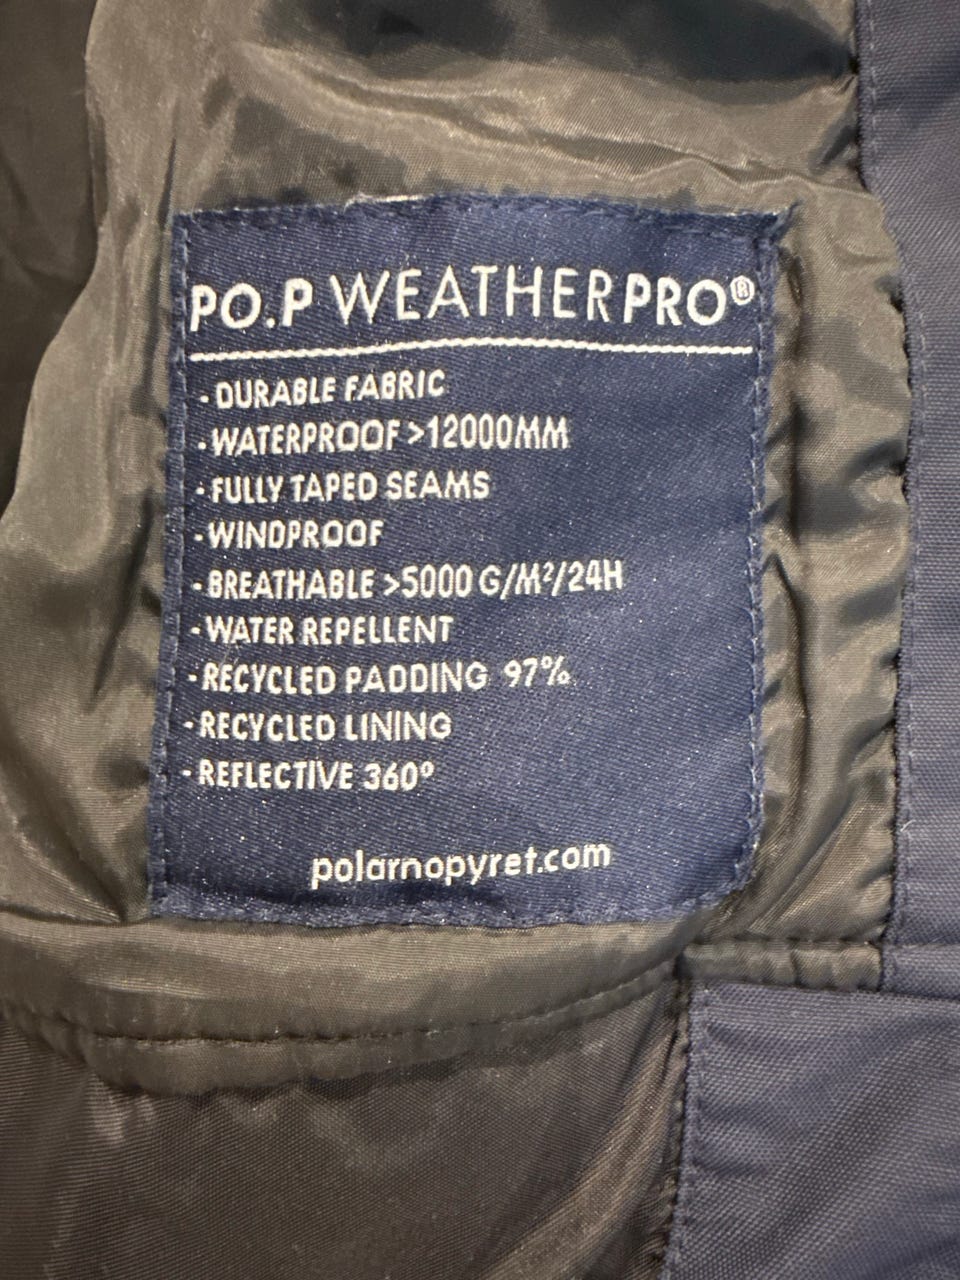 PO.P WEATHERPRO®
- DURABLE FABRIC
- WATERPROOF >12000MM
- FULLY TAPED SEAMS
- WINDPROOF
- BREATHABLE >5000 G/M²/24H
- WATER REPELLENT
- RECYCLED PADDING 97%
- RECYCLED LINING
- REFLECTIVE 360°
polarnopyret.com